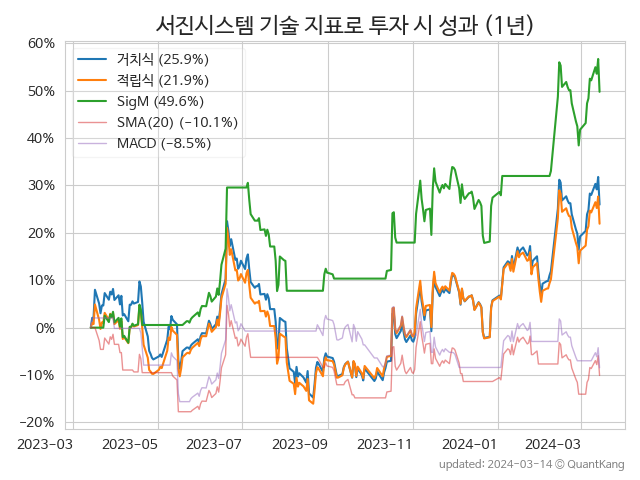 서진시스템 기술 지표로 투자 시 성과 (1년)
60%
50%
40%
30%
20%
10%
0%
−10%
−20%
거치식 (25.9%)
적립식 (21.9%)
SigM (49.6%)
SMA(20) (−10.1%)
MACD (−8.5%)
2023-03 2023-05 2023-07 2023-09 2023-11 2024-01 2024-03
updated: 2024-03-14 ⓒ QuantKang